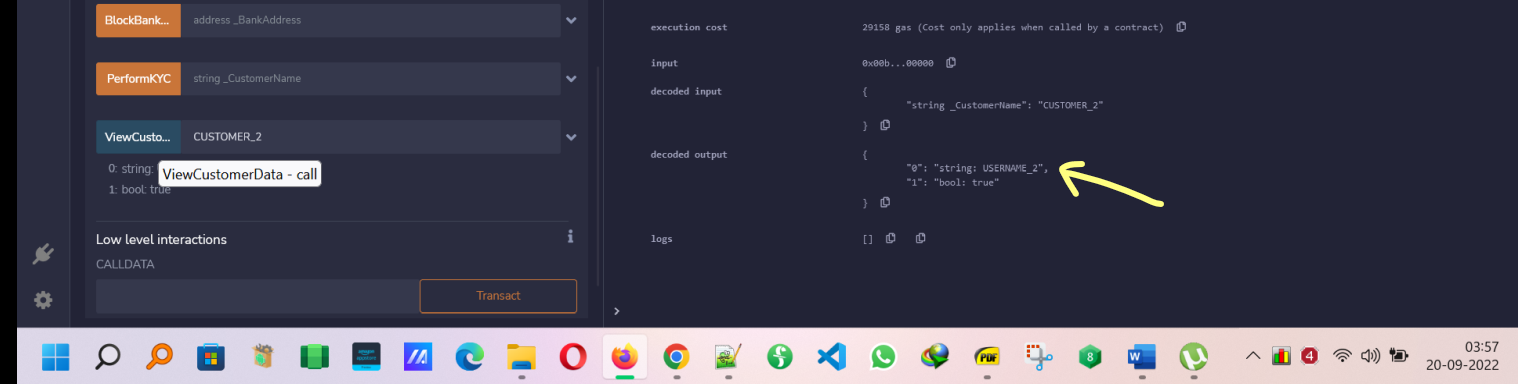 BlockBank... address _BankAddress
PerformKYC string _CustomerName
ViewCusto... CUSTOMER_2
0: string:
ViewCustomerData - call
1: bool: true
Low level interactions
i
CALLDATA
Transact
execution cost 29158 gas (Cost only applies when called by a contract)
input 0x00b...00000
decoded input {
"string _CustomerName": "CUSTOMER_2"
}
decoded output {
"0": "string: USERNAME_2",
"1": "bool: true"
}
logs []
>
PDF
8
W
4
03:57
20-09-2022